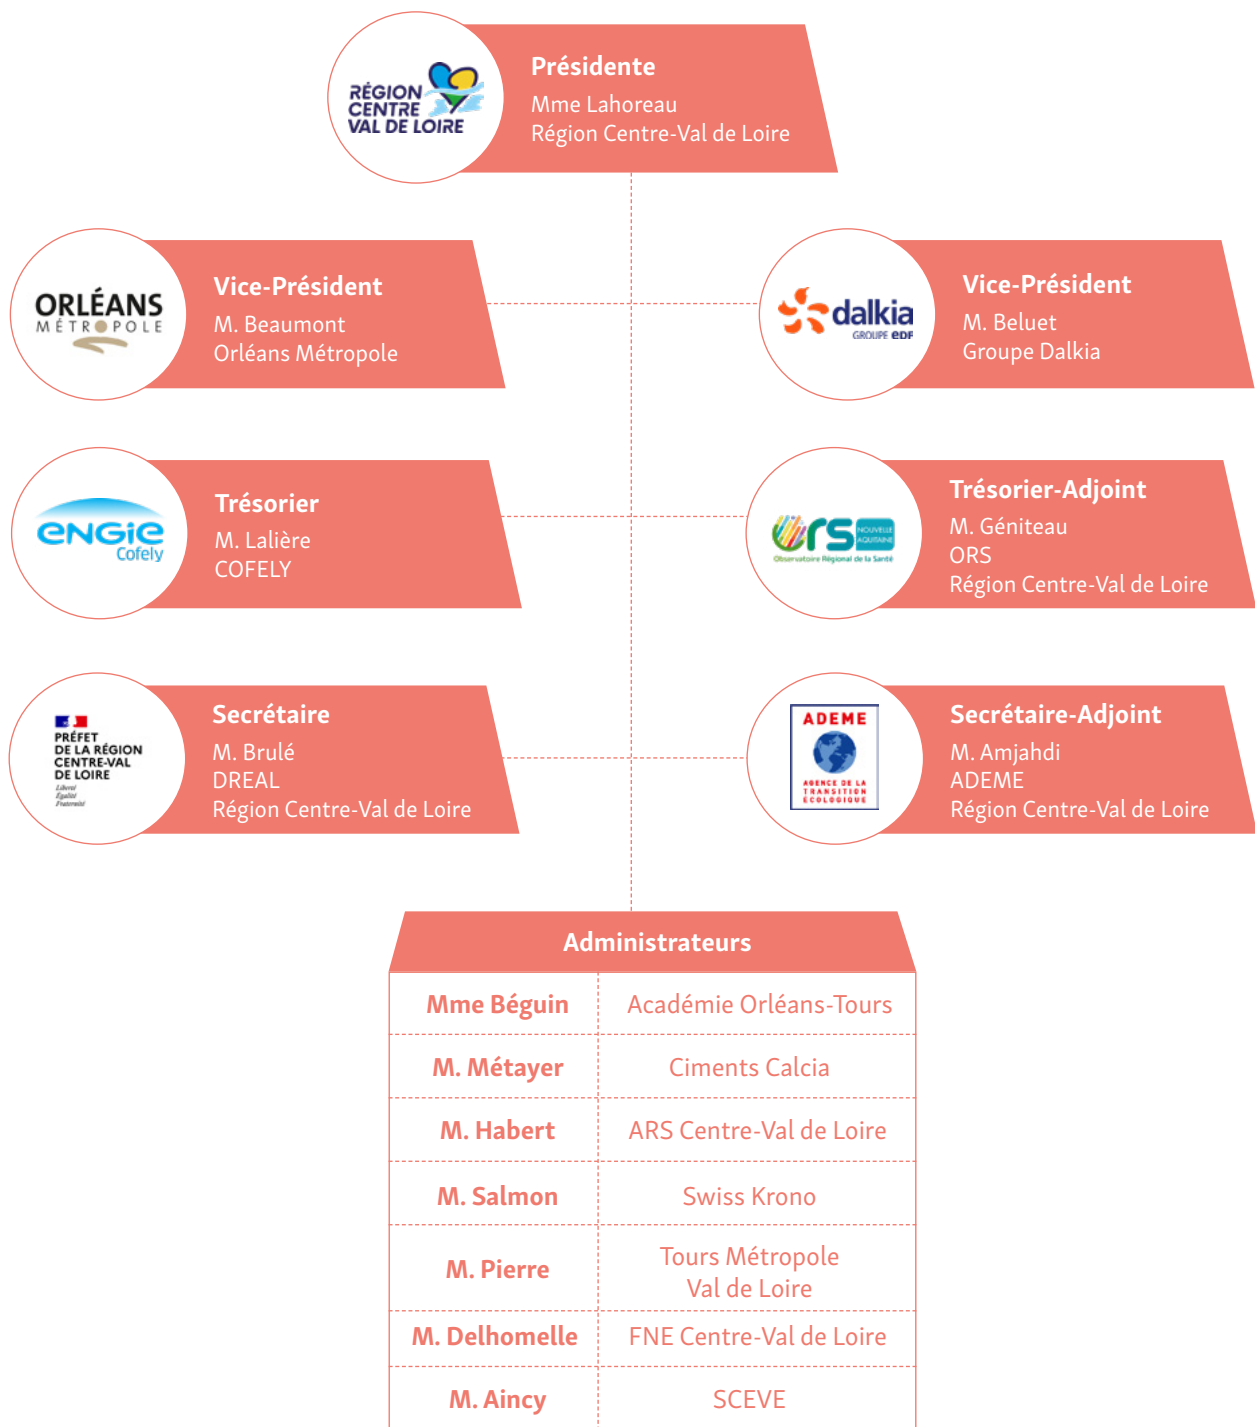 RÉGION
CENTRE
VAL DE LOIRE
Présidente
Mme Lahoreau
Région Centre-Val de Loire
ORLÉANS
MÉTROPOLE
Vice-Président
M. Beaumont
Orléans Métropole
dalkia
GROUPE eDF
Vice-Président
M. Beluet
Groupe Dalkia
ENGIE
Cofely
Trésorier
M. Lalière
COFELY
ORS
NOUVELLE
AQUITAINE
Observatoire Régional de la Santé
Trésorier-Adjoint
M. Géniteau
ORS
Région Centre-Val de Loire
PRÉFET
DE LA RÉGION
CENTRE-VAL
DE LOIRE
Liberté
Égalité
Fraternité
Secrétaire
M. Brulé
DREAL
Région Centre-Val de Loire
ADEME
AGENCE DE LA
TRANSITION
ÉCOLOGIQUE
Secrétaire-Adjoint
M. Amjahdi
ADEME
Région Centre-Val de Loire
Administrateurs
Mme Béguin Académie Orléans-Tours
M. Métayer Ciments Calcia
M. Habert ARS Centre-Val de Loire
M. Salmon Swiss Krono
M. Pierre Tours Métropole
Val de Loire
M. Delhomelle FNE Centre-Val de Loire
M. Aincy SCEVE